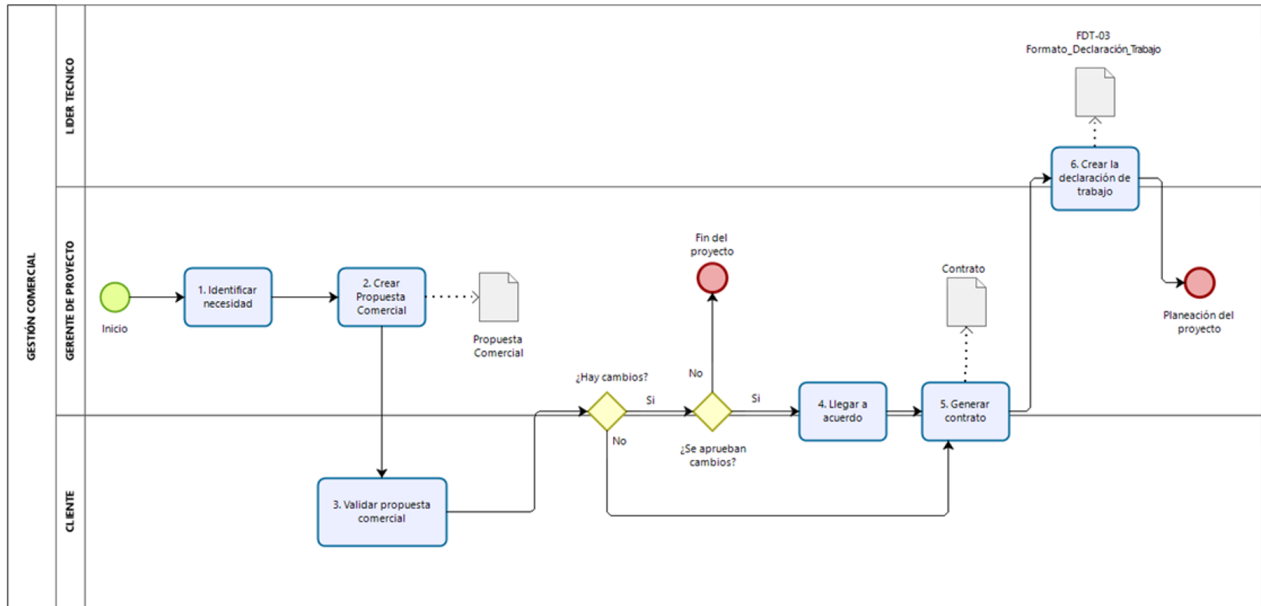 GESTIÓN COMERCIAL
LIDER TECNICO
FDT-03
Formato_Declaración_Trabajo
6. Crear la
declaración de
trabajo
GERENTE DE PROYECTO
Inicio
1. Identificar
necesidad
2. Crear
Propuesta
Comercial
Propuesta
Comercial
Fin del
proyecto
Contrato
Planeación del
proyecto
¿Hay cambios?
Si
No
No
Si
¿Se aprueban
cambios?
4. Llegar a
acuerdo
5. Generar
contrato
CLIENTE
3. Validar propuesta
comercial